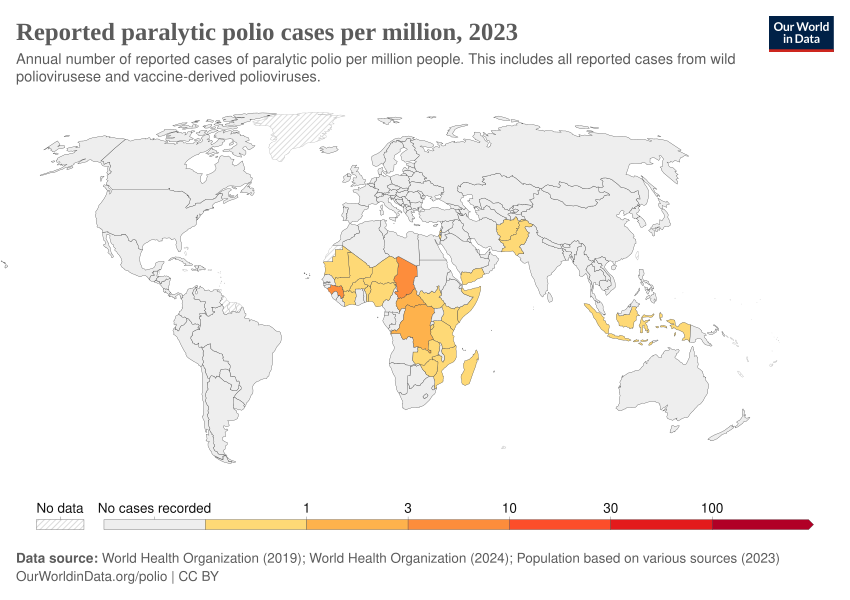 Reported paralytic polio cases per million, 2023
Our World
in Data
Annual number of reported cases of paralytic polio per million people. This includes all reported cases from wild
poliovirusese and vaccine-derived polioviruses.
No data
No cases recorded
1
3
10
30
100
Data source: World Health Organization (2019); World Health Organization (2024); Population based on various sources (2023)
OurWorldinData.org/polio | CC BY